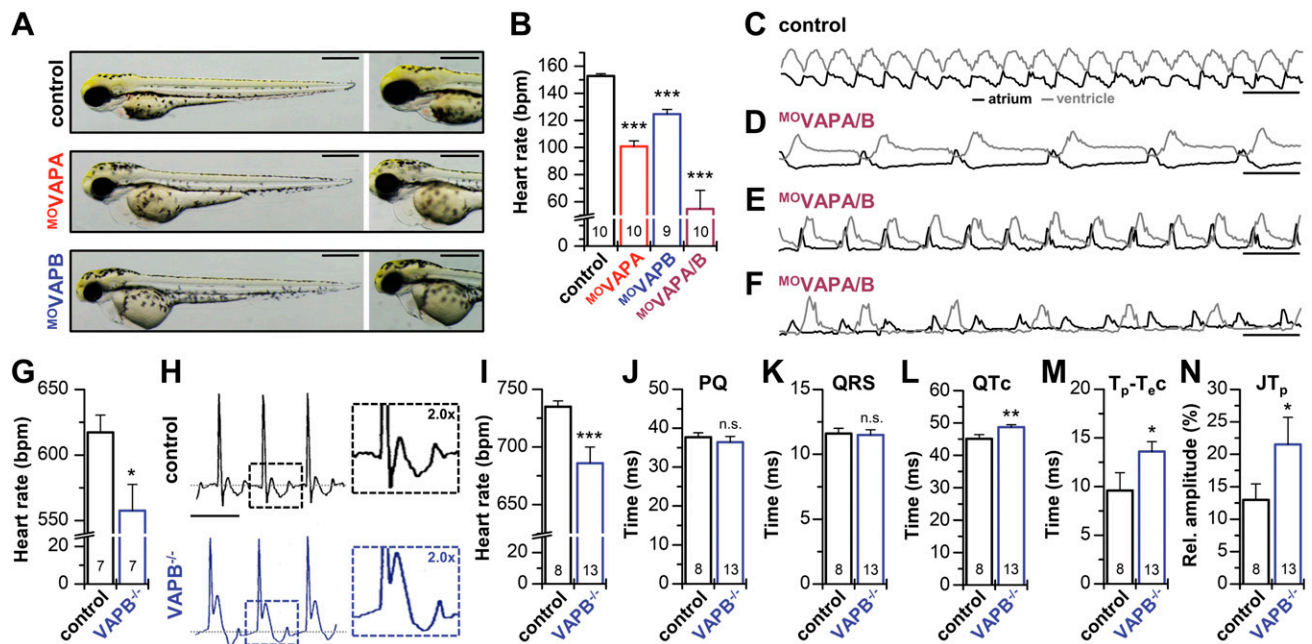 A
control
MOVAPA
MOVAPB
B
Heart rate (bpm)
160
140
120
100
80
60
0
***
***
***
10
10
9
10
control
MOVAPA
MOVAPB
MOVAPA/B
C control
atrium ventricle
D MOVAPA/B
E MOVAPA/B
F MOVAPA/B
G
Heart rate (bpm)
650
600
550
20
0
*
7
7
control
VAPB-/-
H
control
2.0x
VAPB-/-
2.0x
I
Heart rate (bpm)
750
700
650
20
0
***
8
13
control
VAPB-/-
J PQ
Time (ms)
50
40
30
20
10
0
n.s.
8
13
control
VAPB-/-
K QRS
Time (ms)
15
10
5
0
n.s.
8
13
control
VAPB-/-
L QTc
Time (ms)
60
50
40
30
20
10
0
**
8
13
control
VAPB-/-
M Tp-Tec
Time (ms)
20
15
10
5
0
*
8
13
control
VAPB-/-
N JTp
Rel. amplitude (%)
30
25
20
15
10
5
0
*
8
13
control
VAPB-/-